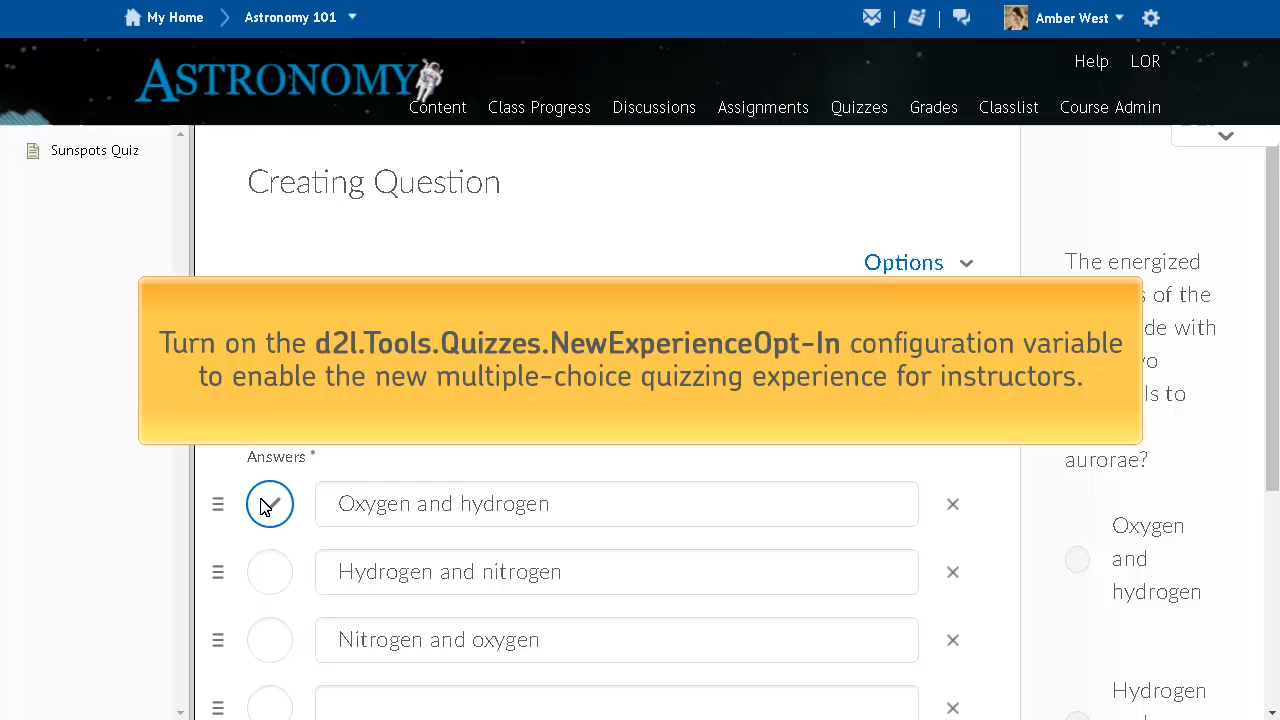 My Home
Astronomy 101
Amber West
ASTRONOMY
Help LOR
Content Class Progress Discussions Assignments Quizzes Grades Classlist Course Admin
Sunspots Quiz
Creating Question
Options
Turn on the d2l.Tools.Quizzes.NewExperienceOpt-In configuration variable
to enable the new multiple-choice quizzing experience for instructors.
Answers *
Oxygen and hydrogen
Hydrogen and nitrogen
Nitrogen and oxygen
The energized
s of the
de with
ls to
aurorae?
Oxygen
and
hydrogen
Hydrogen